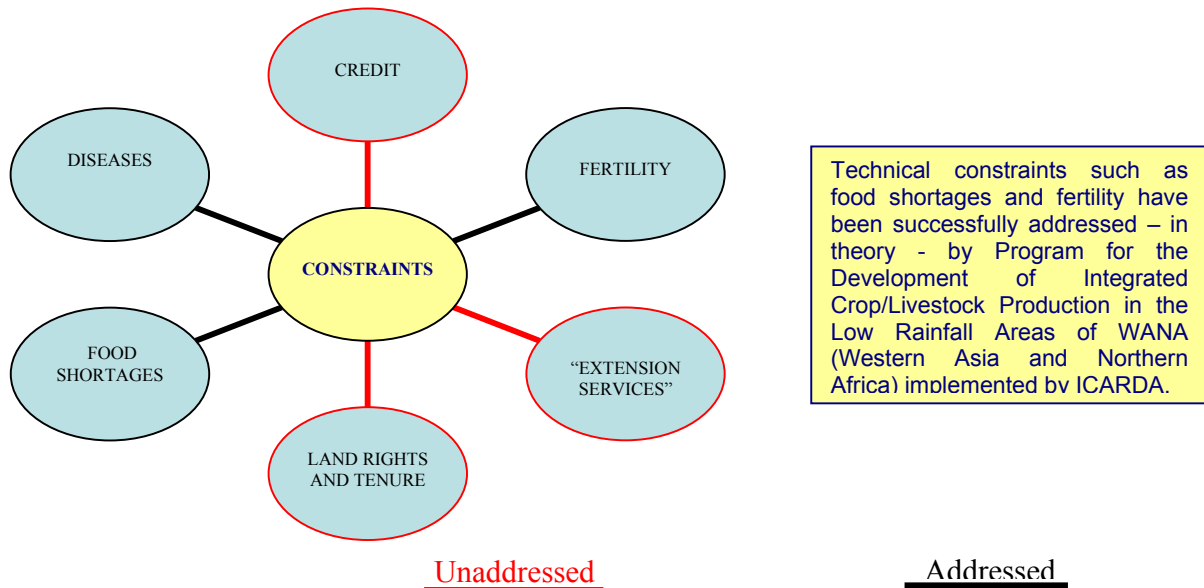 CREDIT
DISEASES
FERTILITY
CONSTRAINTS
FOOD
SHORTAGES
“EXTENSION
SERVICES”
LAND RIGHTS
AND TENURE
Technical constraints such as
food shortages and fertility have
been successfully addressed – in
theory - by Program for the
Development of Integrated
Crop/Livestock Production in the
Low Rainfall Areas of WANA
(Western Asia and Northern
Africa) implemented by ICARDA.
Unaddressed
Addressed